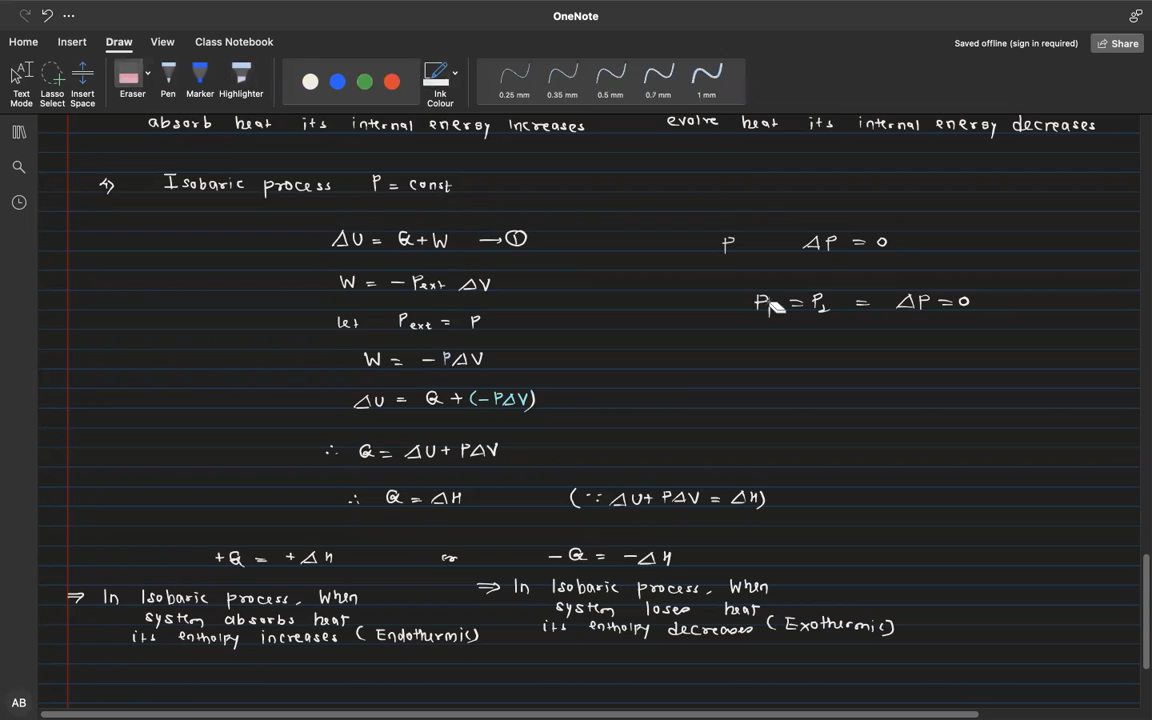 OneNote
Home Insert Draw View Class Notebook
Saved offline (sign in required) Share
Text Mode
Lasso Select
Insert Space
Eraser Pen Marker Highlighter
Ink Colour
0.25 mm 0.35 mm 0.5 mm 0.7 mm 1 mm
absorb heat its internal energy Increases
evolve heat its internal energy decreases
4) Isobaric process P = const
ΔU = Q + W → ①
P ΔP = 0
W = - Pext ΔV
= P₂ = ΔP = 0
let Pext = P
W = - PΔV
ΔU = Q + (-PΔV)
∴ Q = ΔU + PΔV
∴ Q = ΔH (∵ ΔU + PΔV = ΔH)
+Q = +ΔH or -Q = -ΔH
⇒ In Isobaric process, When
system absorbs heat
its enthalpy increases (Endothermic)
⇒ In Isobaric process, When
system loses heat
its enthalpy decreases (Exothermic)
AB